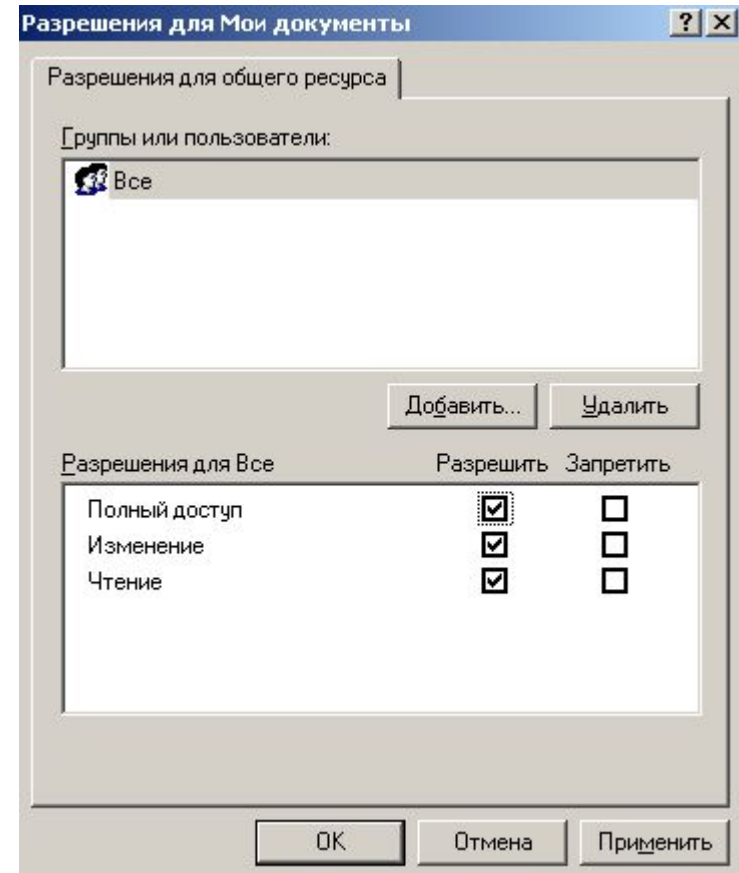 Разрешения для Мои документы
Разрешения для общего ресурса
Группы или пользователи:
Все
Добавить... Удалить
Разрешения для Все Разрешить Запретить
Полный доступ
Изменение
Чтение
OK Отмена Применить